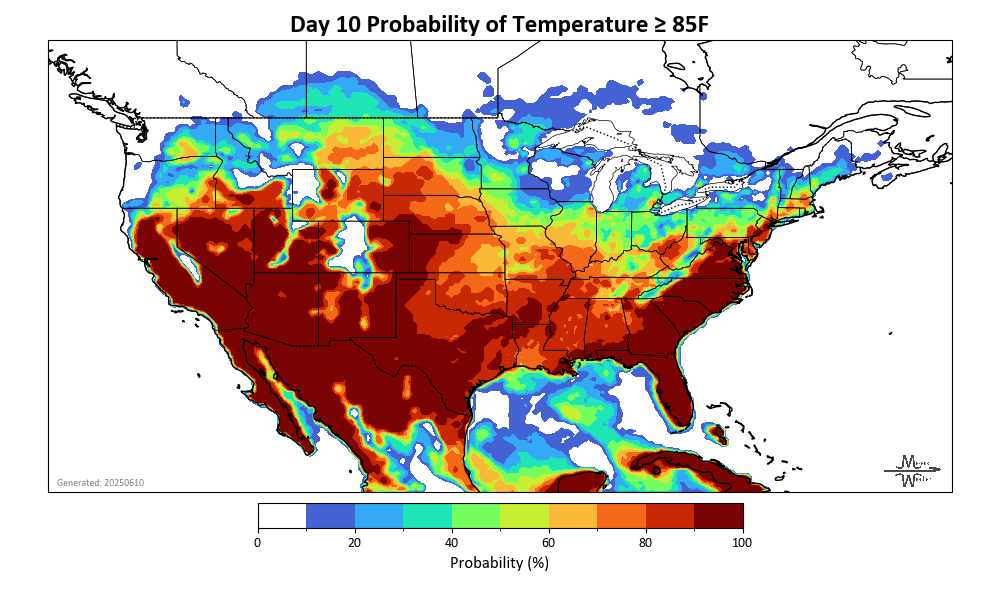 Day 10 Probability of Temperature ≥ 85F
Generated: 20250610
0 20 40 60 80 100
Probability (%)